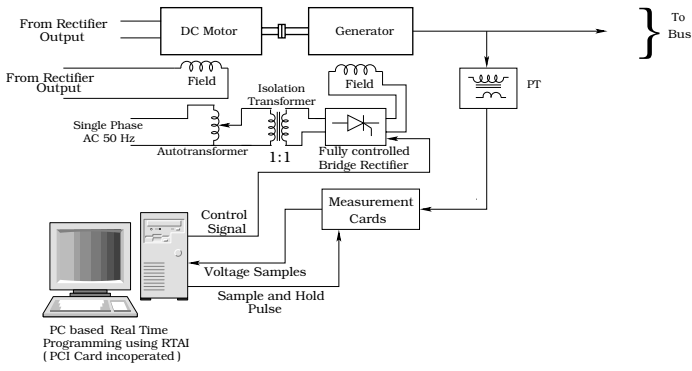 From Rectifier
Output
DC Motor
Generator
To
Bus
From Rectifier
Output
Field
Isolation
Transformer
Field
PT
Single Phase
AC 50 Hz
Autotransformer
1:1
Fully controlled
Bridge Rectifier
Measurement
Cards
Control
Signal
Voltage Samples
Sample and Hold
Pulse
PC based Real Time
Programming using RTAI
( PCI Card incoperated )